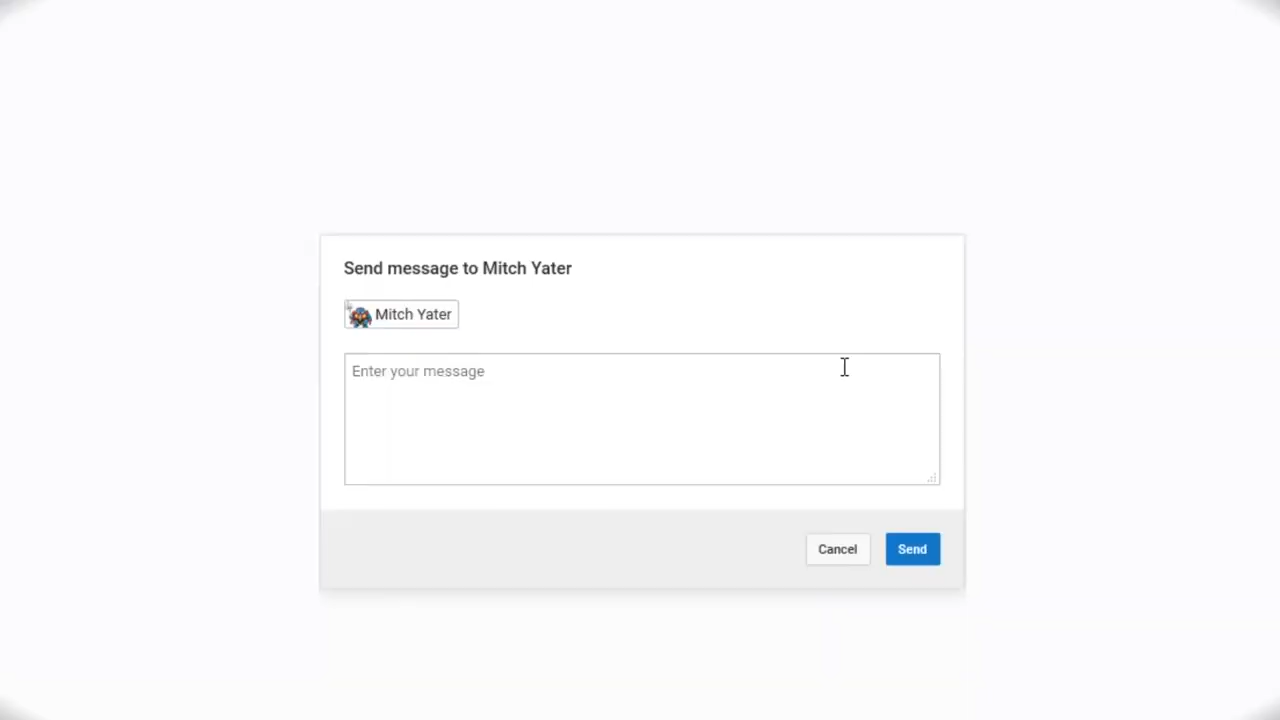 Send message to Mitch Yater
Mitch Yater
Enter your message
Cancel
Send